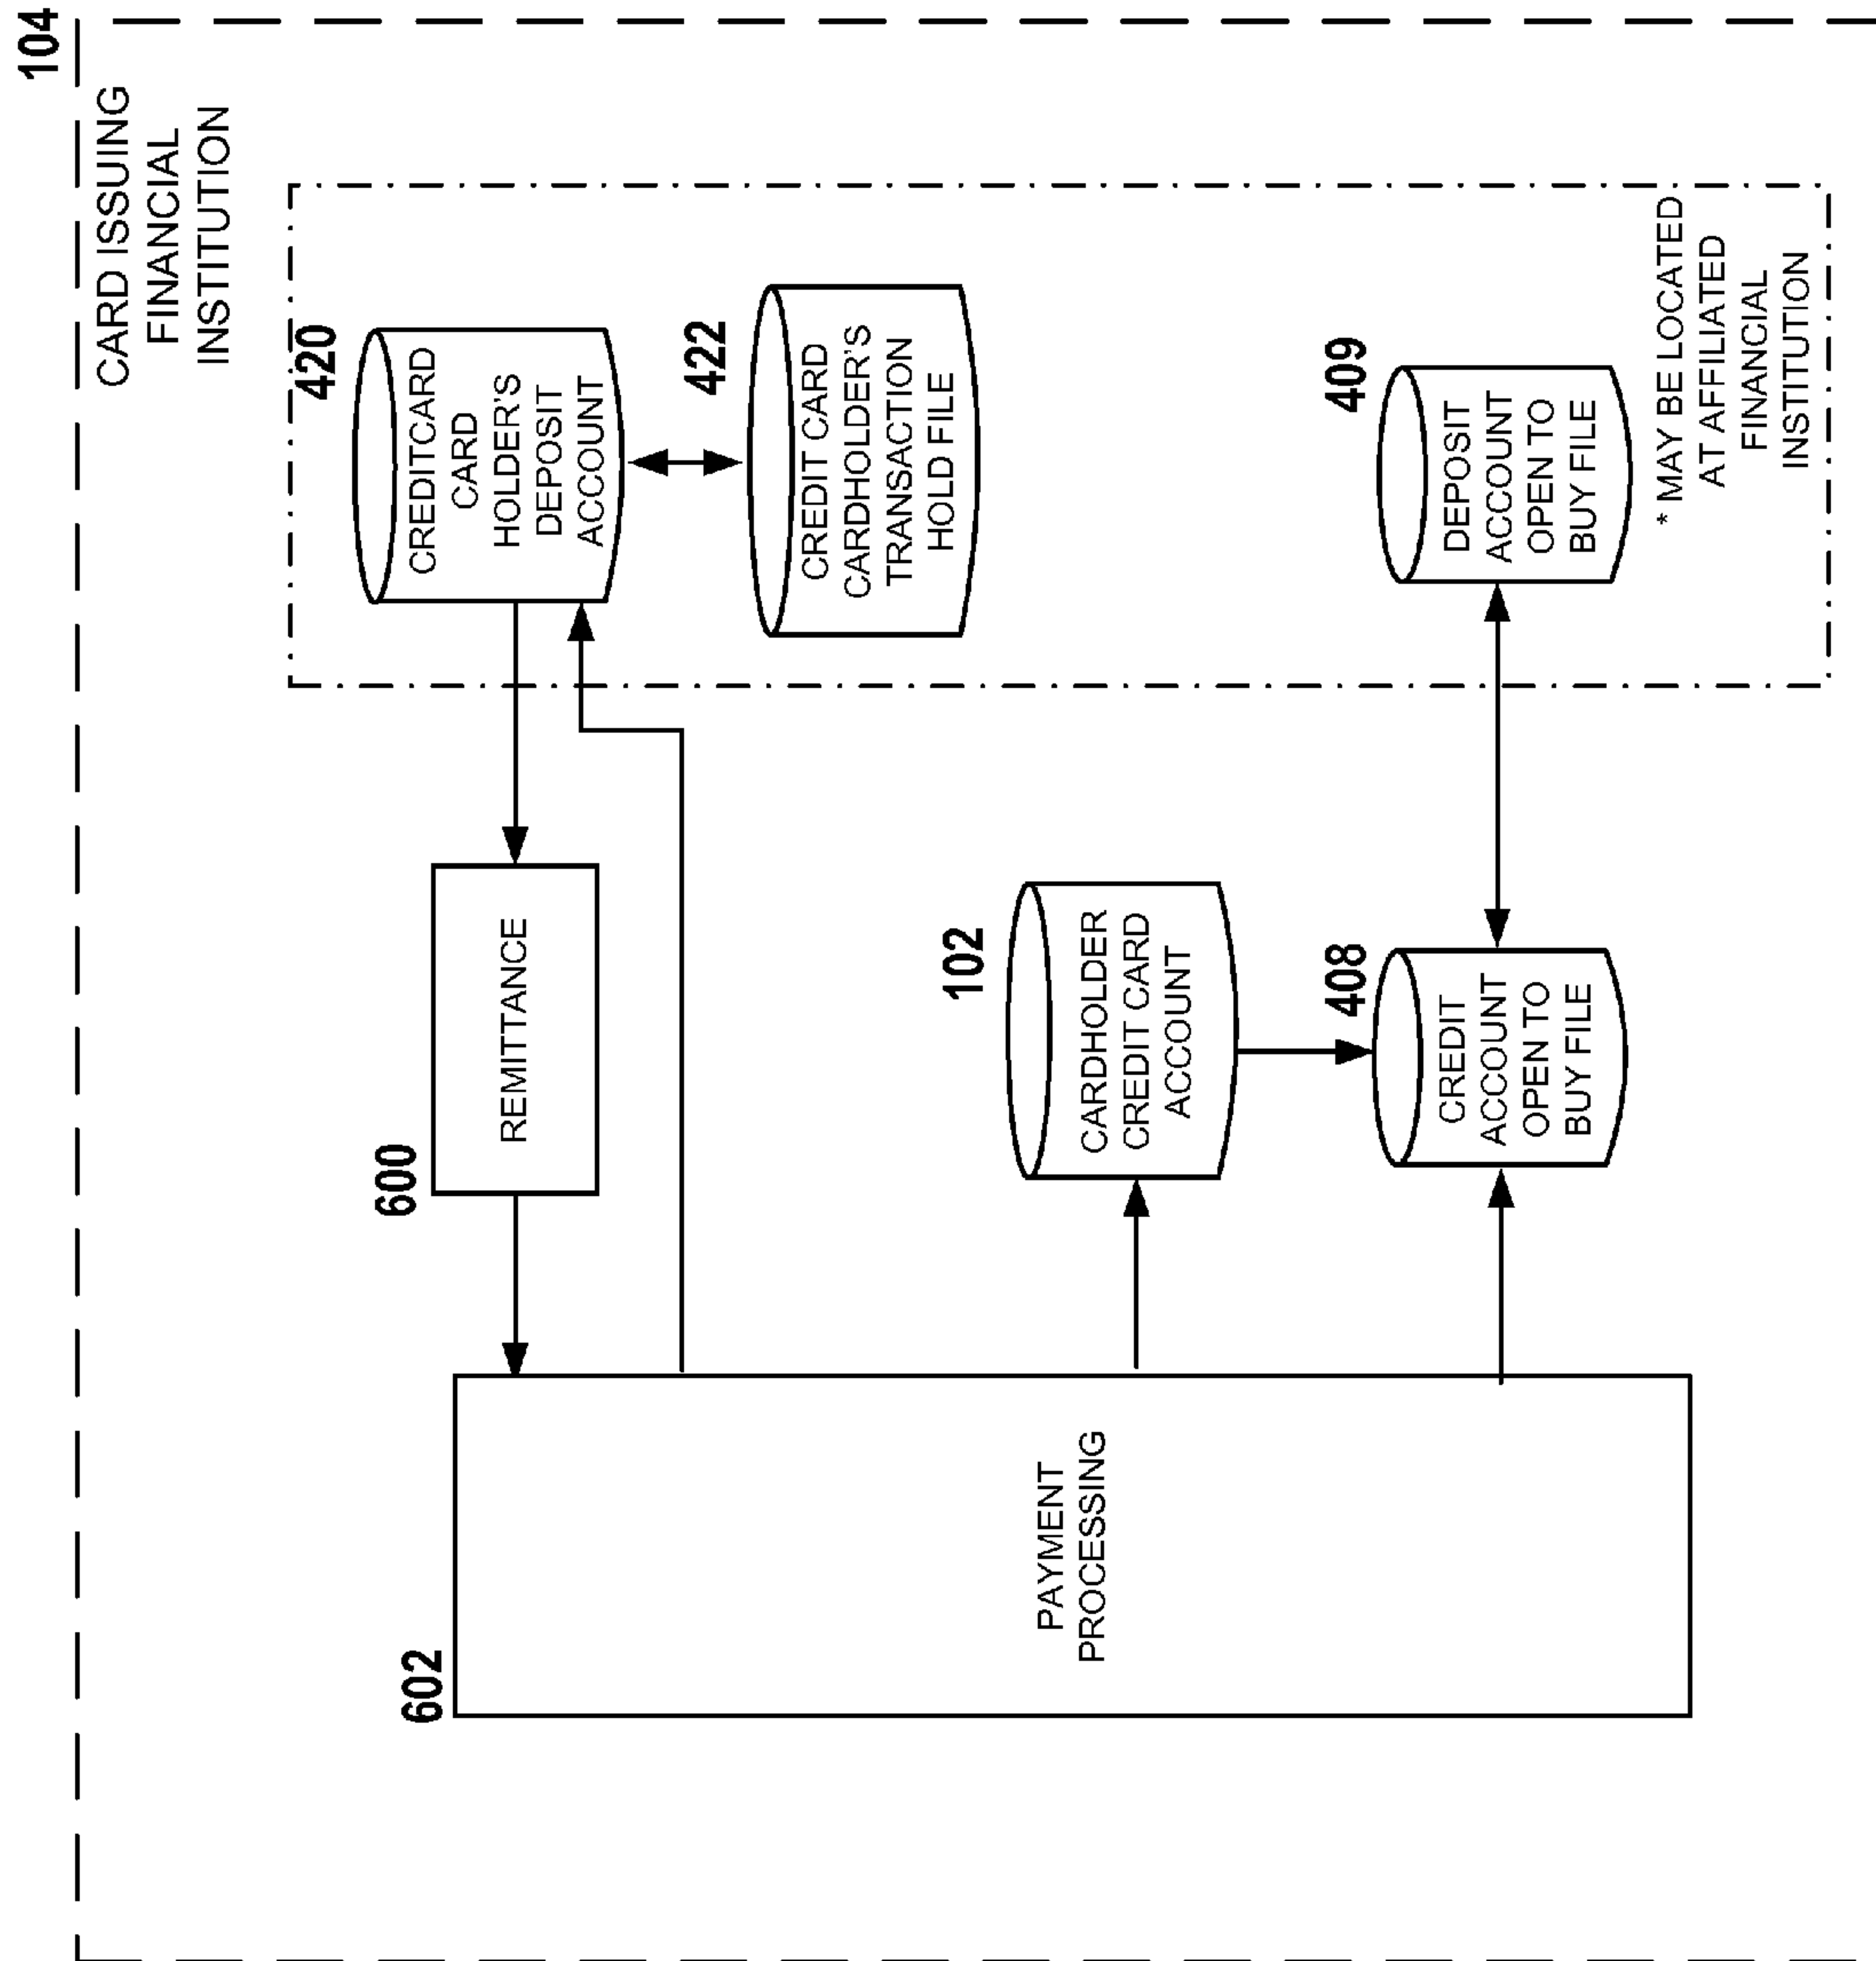 104
CARD ISSUING
FINANCIAL
INSTITUTION
602
PAYMENT
PROCESSING
600
REMITTANCE
420
CREDITCARD
CARD
HOLDER'S
DEPOSIT
ACCOUNT
422
CREDIT CARD
CARDHOLDER'S
TRANSACTION
HOLD FILE
102
CARDHOLDER
CREDIT CARD
ACCOUNT
408
CREDIT
ACCOUNT
OPEN TO
BUY FILE
409
DEPOSIT
ACCOUNT
OPEN TO
BUY FILE
* MAY BE LOCATED
AT AFFILIATED
FINANCIAL
INSTITUTION